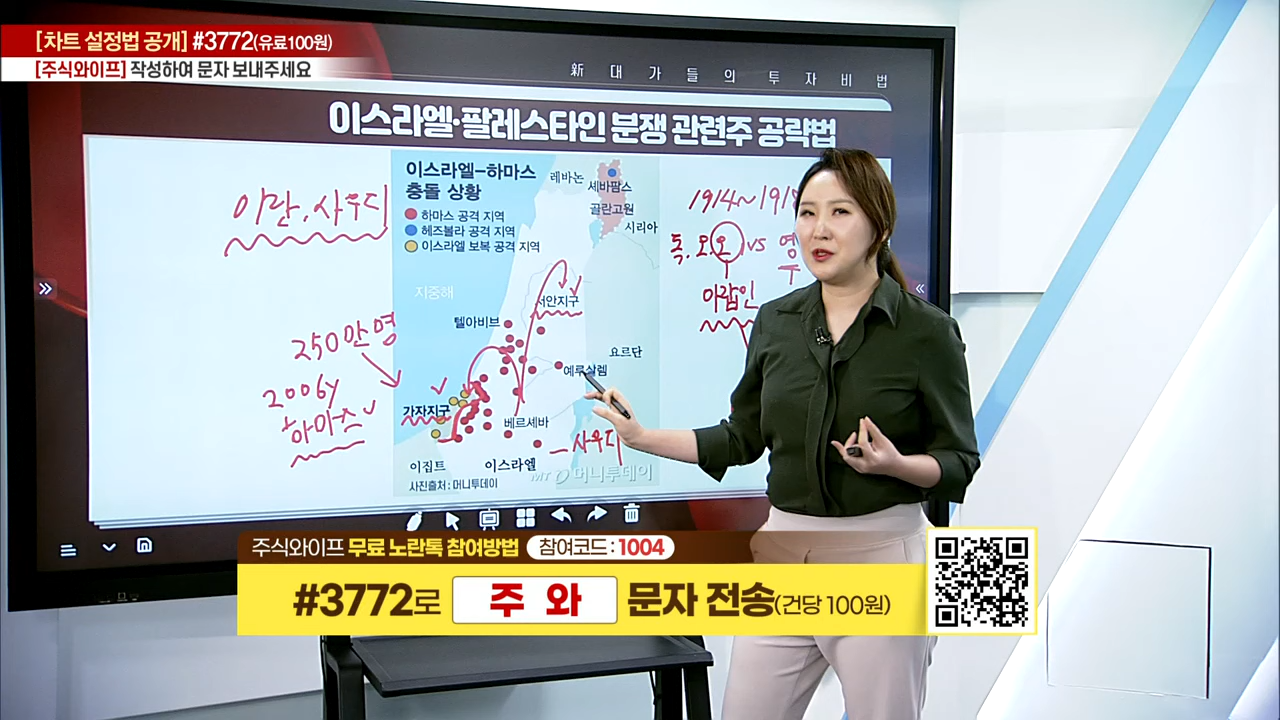 [차트 설정법 공개] #3772(유료100원)
[주식와이프] 작성하여 문자 보내주세요
新 대 가 들 의 투 자 비 법
이스라엘·팔레스타인 분쟁 관련주 공략법
이스라엘-하마스
충돌 상황
하마스 공격 지역
헤즈볼라 공격 지역
이스라엘 보복 공격 지역
레바논
셰바팜스
골란고원
시리아
지중해
서안지구
텔아비브
요르단
예루살렘
가자지구
베르셰바
이집트
이스라엘
사진출처 : 머니투데이
MT 머니투데이
이란, 사우디
250만명
2006y
하마스
사우디
1914~191
독. 오. 오 vs 영
아랍인
주식와이프 무료 노란톡 참여방법
참여코드 : 1004
#3772로 주 와 문자 전송(건당 100원)